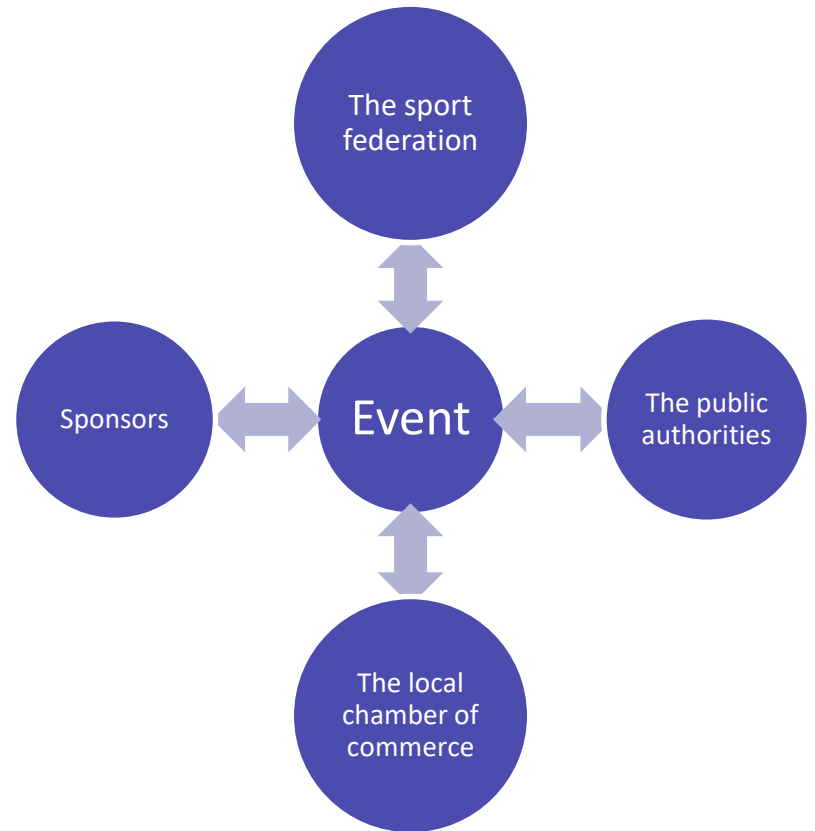 The sport
federation
Sponsors
Event
The public
authorities
The local
chamber of
commerce